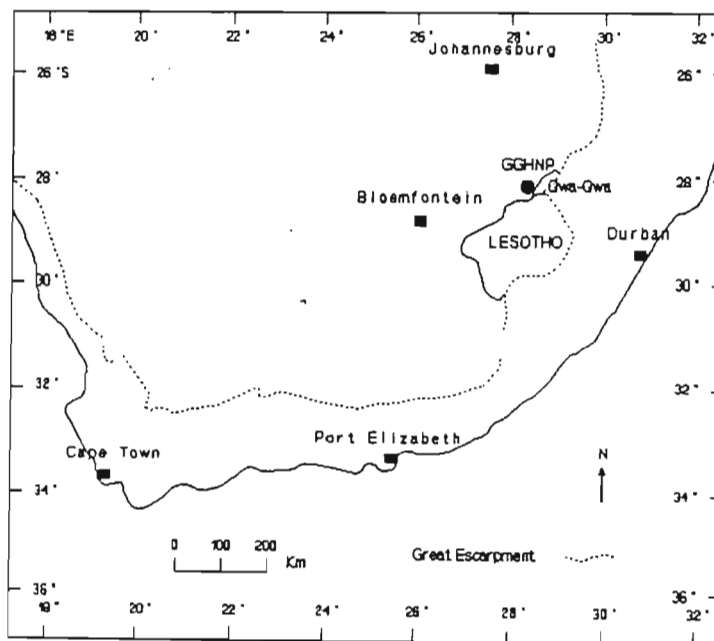 18°E 20° 22° 24° 26° 28° 30° 32°
Johannesburg
26°S 26°
GGHNP
28° Qwa-Qwa 28°
Bloemfontein
LESOTHO Durban
30° 30°
32° 32°
Port Elizabeth
Cape Town N
34° 34°
0 100 200
Km Great Escarpment
36° 36°
18° 20° 22° 24° 26° 28° 30° 32°